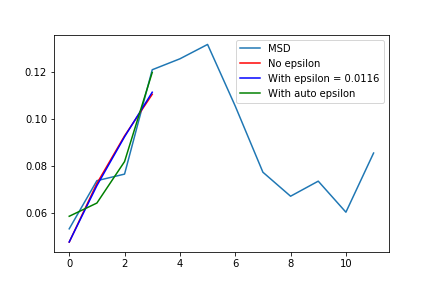 MSD
No epsilon
With epsilon = 0.0116
With auto epsilon
0.12
0.10
0.08
0.06
0 2 4 6 8 10